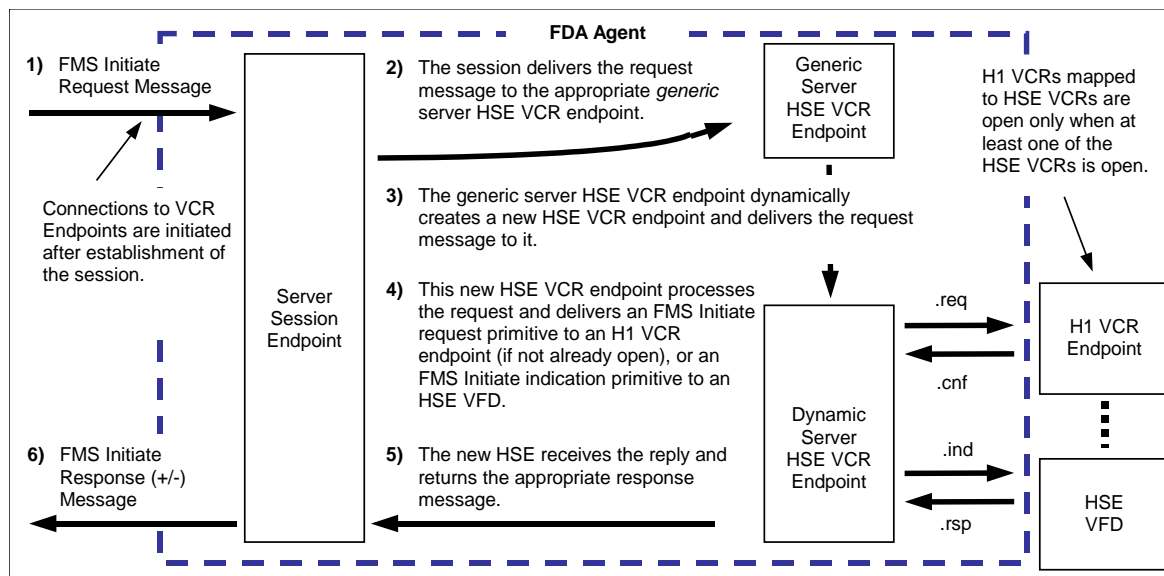 FDA Agent
1) FMS Initiate
Request Message
Connections to VCR
Endpoints are initiated
after establishment of
the session.
Server
Session
Endpoint
2) The session delivers the request
message to the appropriate generic
server HSE VCR endpoint.
Generic
Server
HSE VCR
Endpoint
H1 VCRs mapped
to HSE VCRs are
open only when at
least one of the
HSE VCRs is open.
3) The generic server HSE VCR endpoint dynamically
creates a new HSE VCR endpoint and delivers the request
message to it.
4) This new HSE VCR endpoint processes
the request and delivers an FMS Initiate
request primitive to an H1 VCR
endpoint (if not already open), or an
FMS Initiate indication primitive to an
HSE VFD.
Dynamic
Server
HSE VCR
Endpoint
.req
.cnf
H1 VCR
Endpoint
.ind
.rsp
HSE
VFD
5) The new HSE receives the reply and
returns the appropriate response
message.
6) FMS Initiate
Response (+/-)
Message